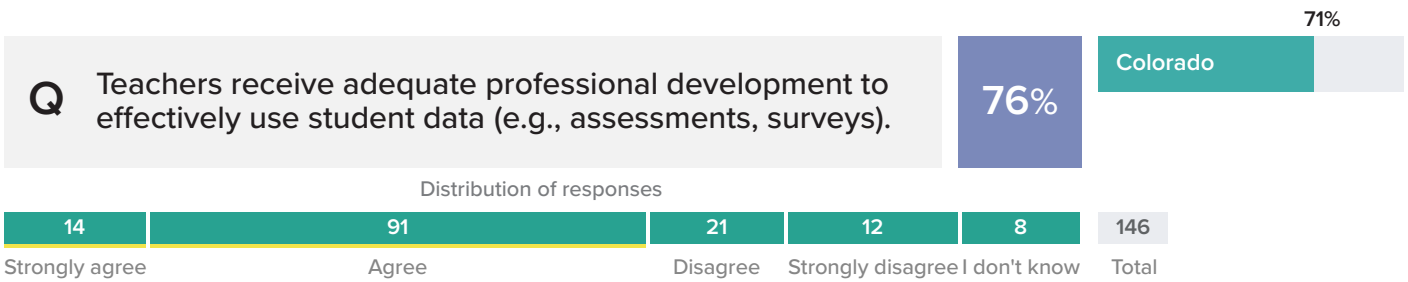 71%
Q
Teachers receive adequate professional development to
effectively use student data (e.g., assessments, surveys).
76%
Colorado
Distribution of responses
14 91 21 12 8 146
Strongly agree Agree Disagree Strongly disagree I don't know Total